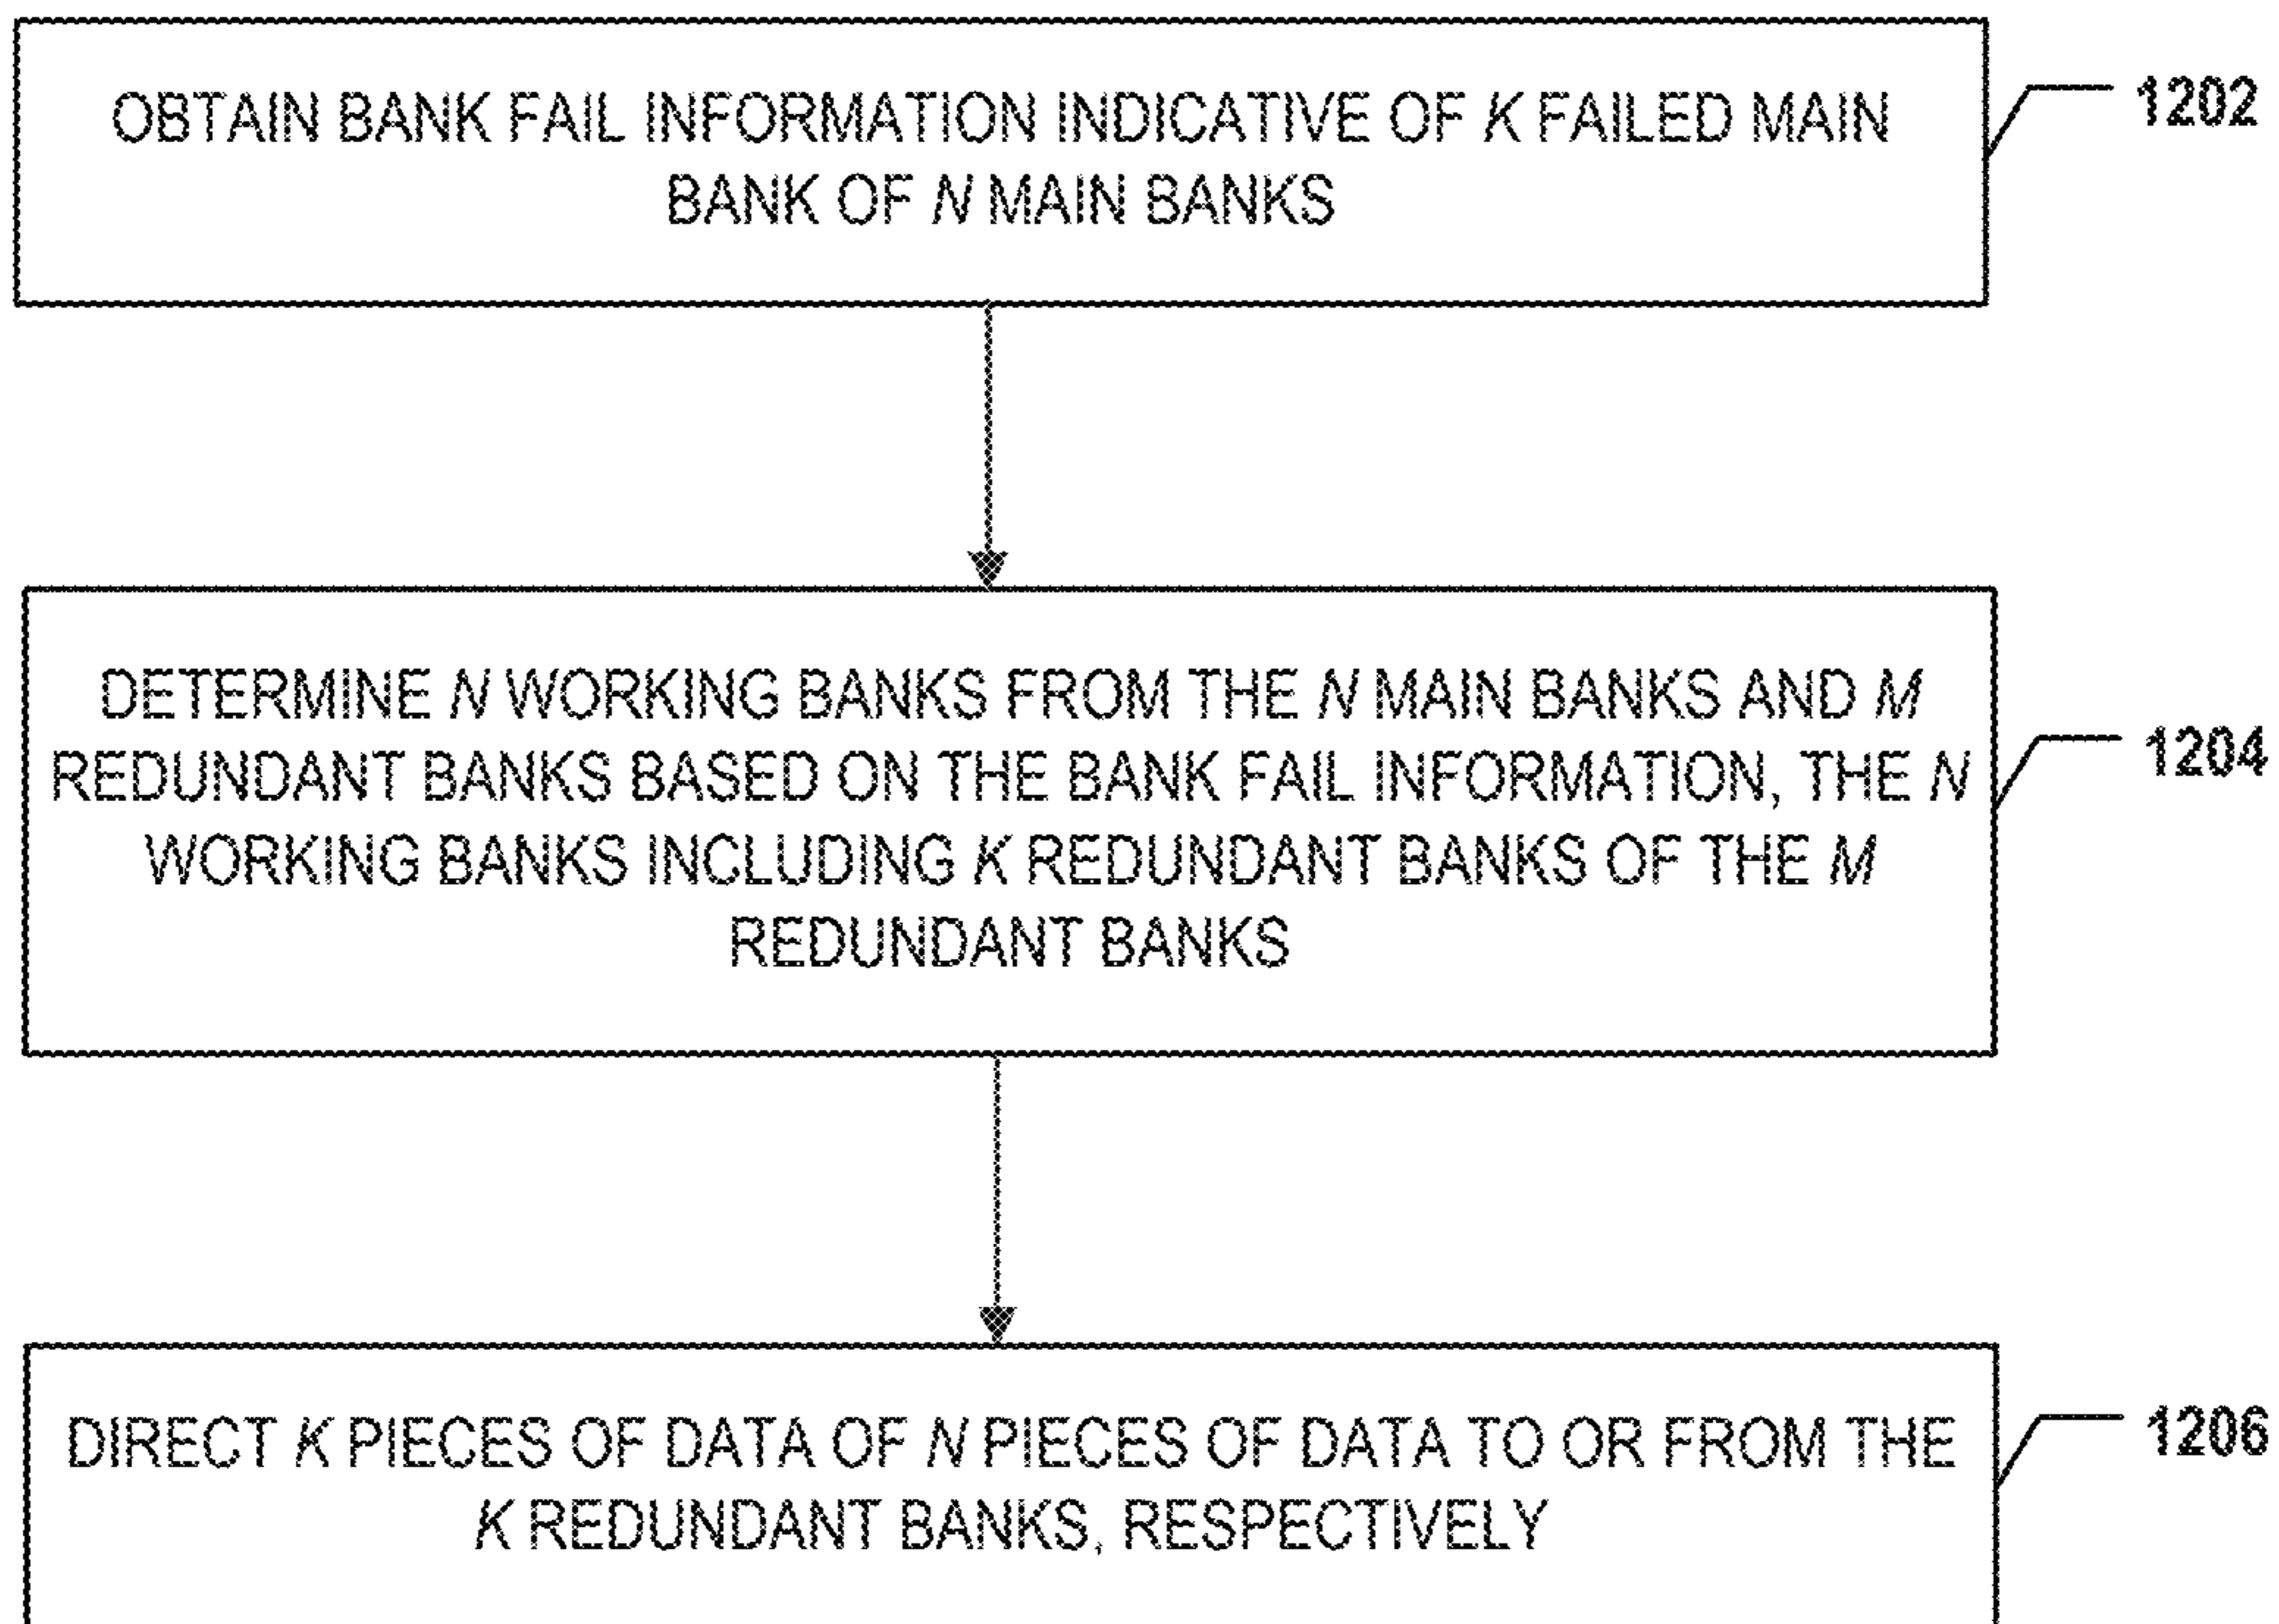 OBTAIN BANK FAIL INFORMATION INDICATIVE OF K FAILED MAIN
BANK OF N MAIN BANKS
1202
DETERMINE N WORKING BANKS FROM THE N MAIN BANKS AND M
REDUNDANT BANKS BASED ON THE BANK FAIL INFORMATION, THE N
WORKING BANKS INCLUDING K REDUNDANT BANKS OF THE M
REDUNDANT BANKS
1204
DIRECT K PIECES OF DATA OF N PIECES OF DATA TO OR FROM THE
K REDUNDANT BANKS, RESPECTIVELY
1206